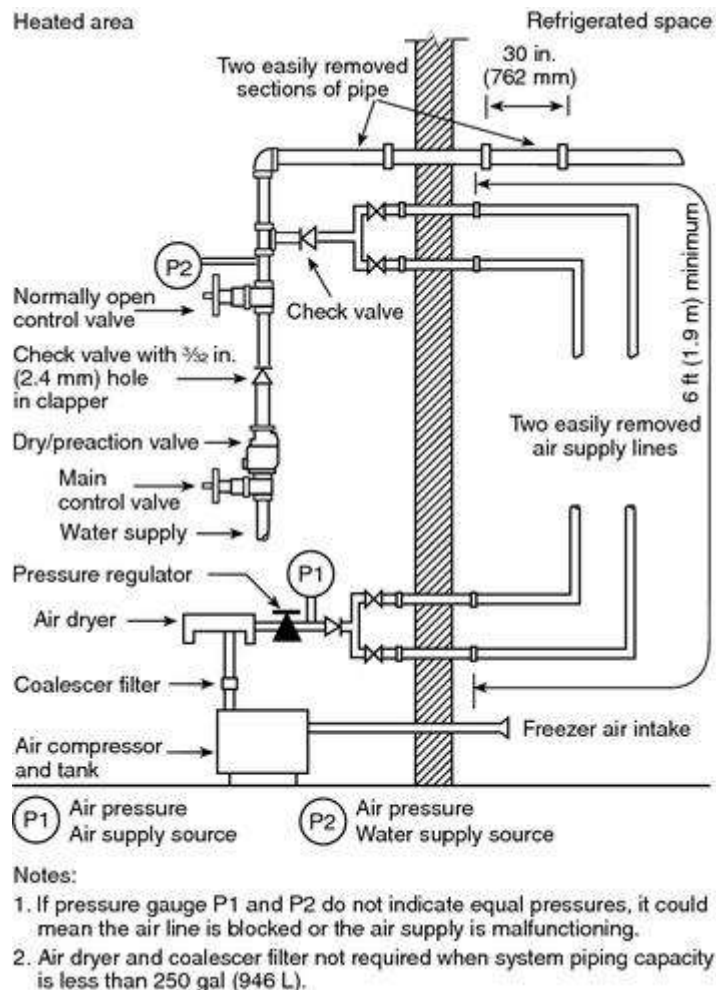 Heated area
Refrigerated space
Two easily removed
sections of pipe
30 in.
(762 mm)
P2
Normally open
control valve
Check valve
Check valve with 3⁄32 in.
(2.4 mm) hole
in clapper
6 ft (1.9 m) minimum
Two easily removed
air supply lines
Dry/preaction valve
Main
control valve
Water supply
Pressure regulator
P1
Air dryer
Coalescer filter
Air compressor
and tank
Freezer air intake
P1
Air pressure
Air supply source
P2
Air pressure
Water supply source
Notes:
1. If pressure gauge P1 and P2 do not indicate equal pressures, it could
mean the air line is blocked or the air supply is malfunctioning.
2. Air dryer and coalescer filter not required when system piping capacity
is less than 250 gal (946 L).